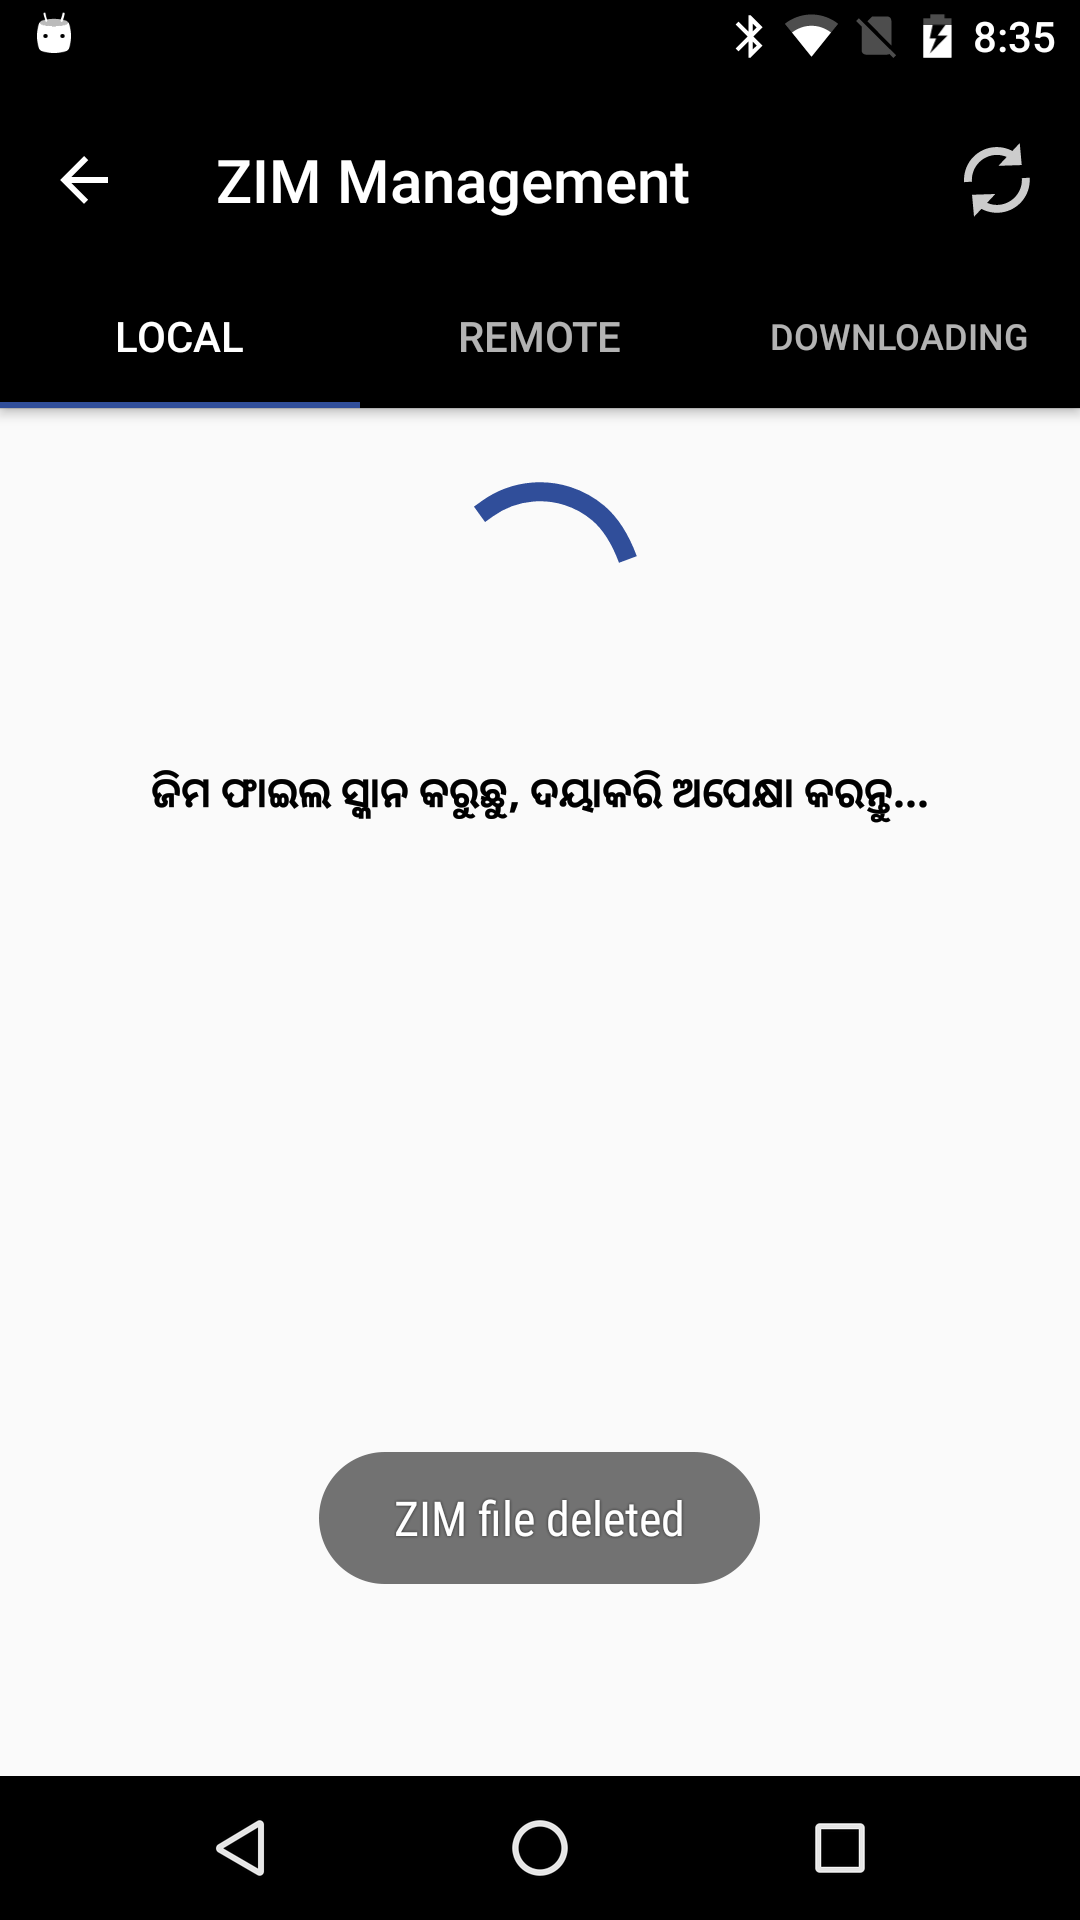 8:35
ZIM Management
LOCAL
REMOTE
DOWNLOADING
ଜିମ ଫାଇଲ ସ୍କାନ କରୁଛୁ, ଦୟାକରି ଅପେକ୍ଷା କରନ୍ତୁ...
ZIM file deleted